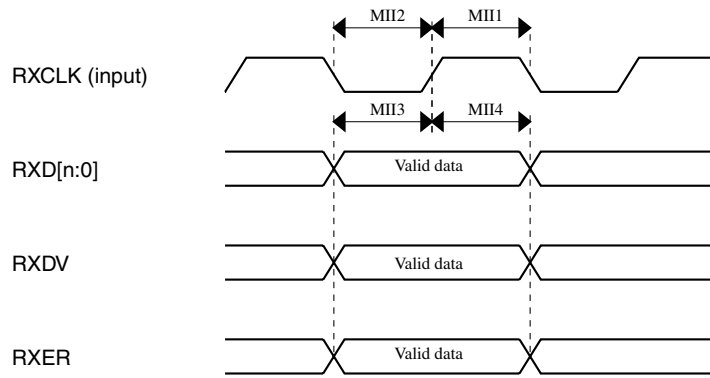 MII2 MII1
RXCLK (input)
MII3 MII4
RXD[n:0] Valid data
RXDV Valid data
RXER Valid data